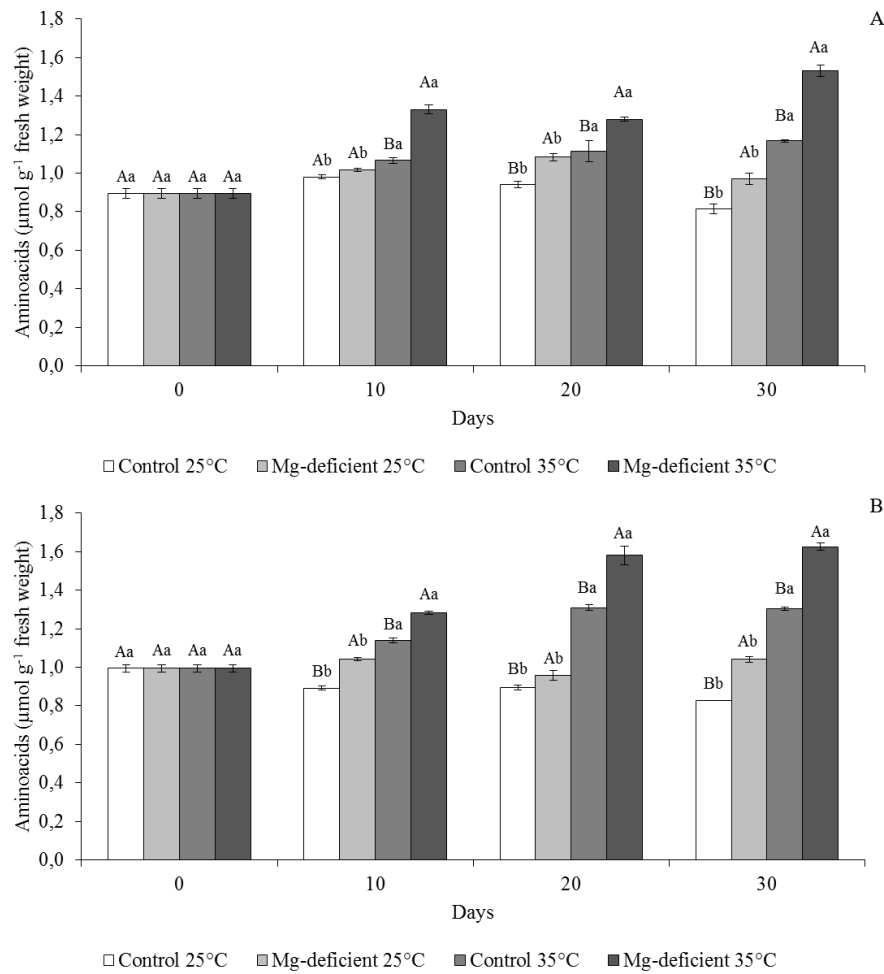 A
Aminoacids (μmol g⁻¹ fresh weight)
1,8
1,6
1,4
1,2
1,0
0,8
0,6
0,4
0,2
0,0
Aa Aa Aa Aa
Ab Ab Ba Aa
Bb Ab Ba Aa
Bb Ab Ba Aa
0 10 20 30
Days
Control 25°C Mg-deficient 25°C Control 35°C Mg-deficient 35°C
B
Aminoacids (μmol g⁻¹ fresh weight)
1,8
1,6
1,4
1,2
1,0
0,8
0,6
0,4
0,2
0,0
Aa Aa Aa Aa
Bb Ab Ba Aa
Bb Ab Ba Aa
Bb Ab Ba Aa
0 10 20 30
Days
Control 25°C Mg-deficient 25°C Control 35°C Mg-deficient 35°C